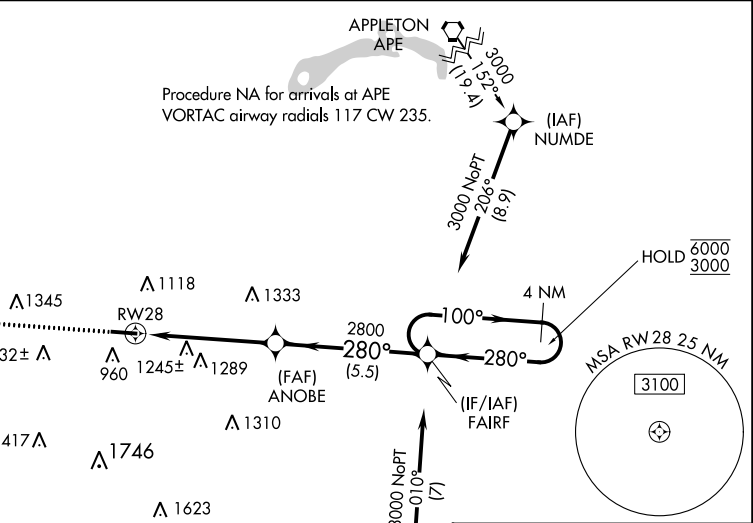 APPLETON
APE
3000
152°
(19.4)
Procedure NA for arrivals at APE
VORTAC airway radials 117 CW 235.
(IAF)
NUMDE
3000 NoPT
206°
(8.9)
HOLD 6000
3000
4 NM
1345
1118
1333
RW28
100°
2800
280°
(5.5)
280°
MSA RW 28 25 NM
3100
32±
960
1245±
1289
(FAF)
ANOBE
(IF/IAF)
FAIRF
1310
417
1746
3000 NoPT
010°
(7)
1623